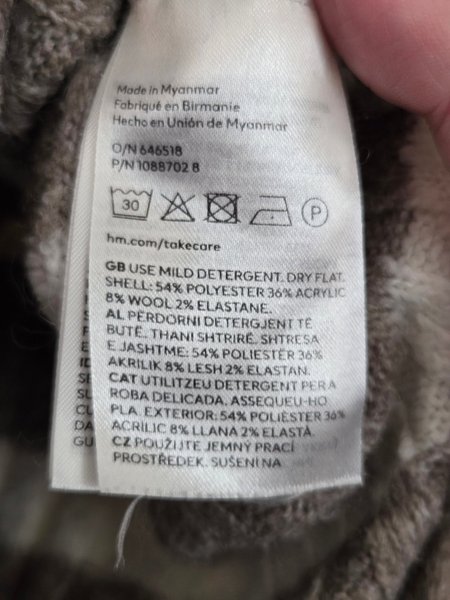 Made in Myanmar
Fabriqué en Birmanie
Hecho en Unión de Myanmar
O/N 646518
P/N 1088702 8
30
P
hm.com/takecare
GB USE MILD DETERGENT. DRY FLAT.
SHELL: 54% POLYESTER 36% ACRYLIC
8% WOOL 2% ELASTANE.
AL PËRDORNI DETERGJENT TË
BUTË. THANI SHTRIRË. SHTRESA
E JASHTME: 54% POLIESTËR 36%
AKRILIK 8% LESH 2% ELASTAN.
CAT UTILITZEU DETERGENT PER A
ROBA DELICADA. ASSEQUEU-HO
PLA. EXTERIOR: 54% POLIÈSTER 36%
ACRÍLIC 8% LLANA 2% ELASTÀ.
CZ POUŽIJTE JEMNÝ PRACÍ
PROSTŘEDEK. SUŠENÍ NA